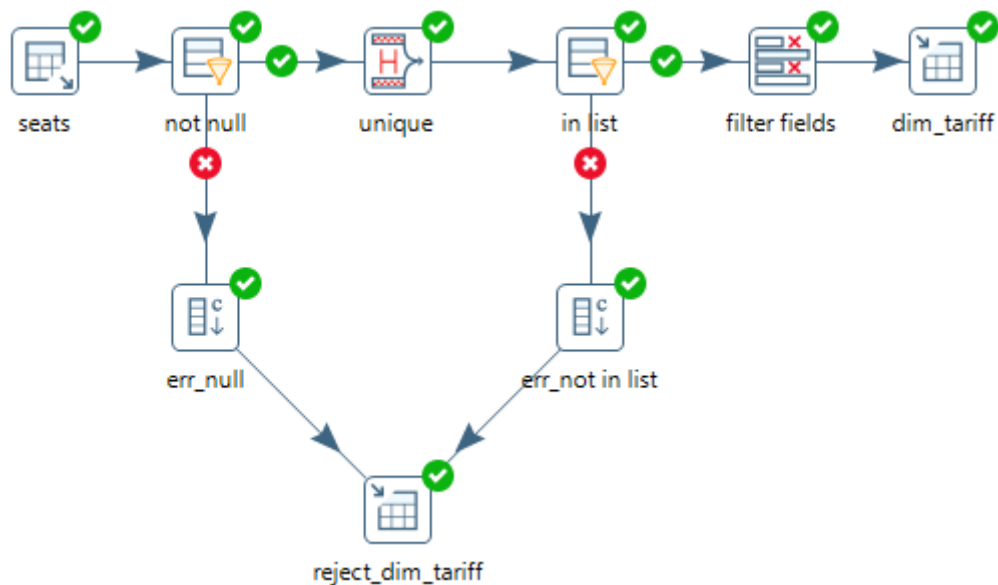 seats
not null
unique
in list
filter fields
dim_tariff
H
c
c
err_null
err_not in list
reject_dim_tariff